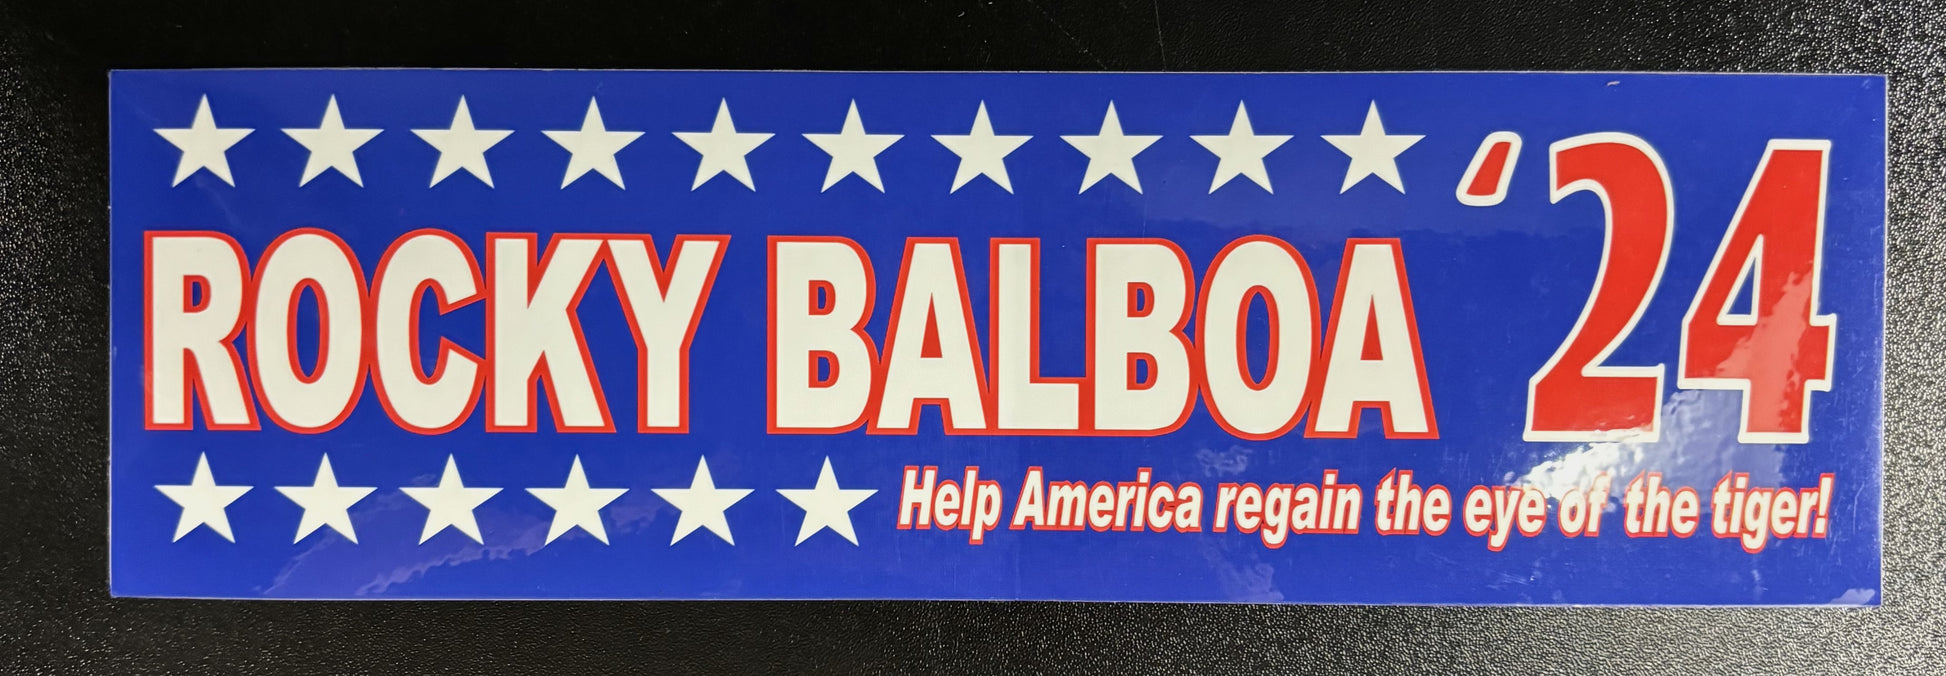 ROCKY BALBOA '24
Help America regain the eye of the tiger!